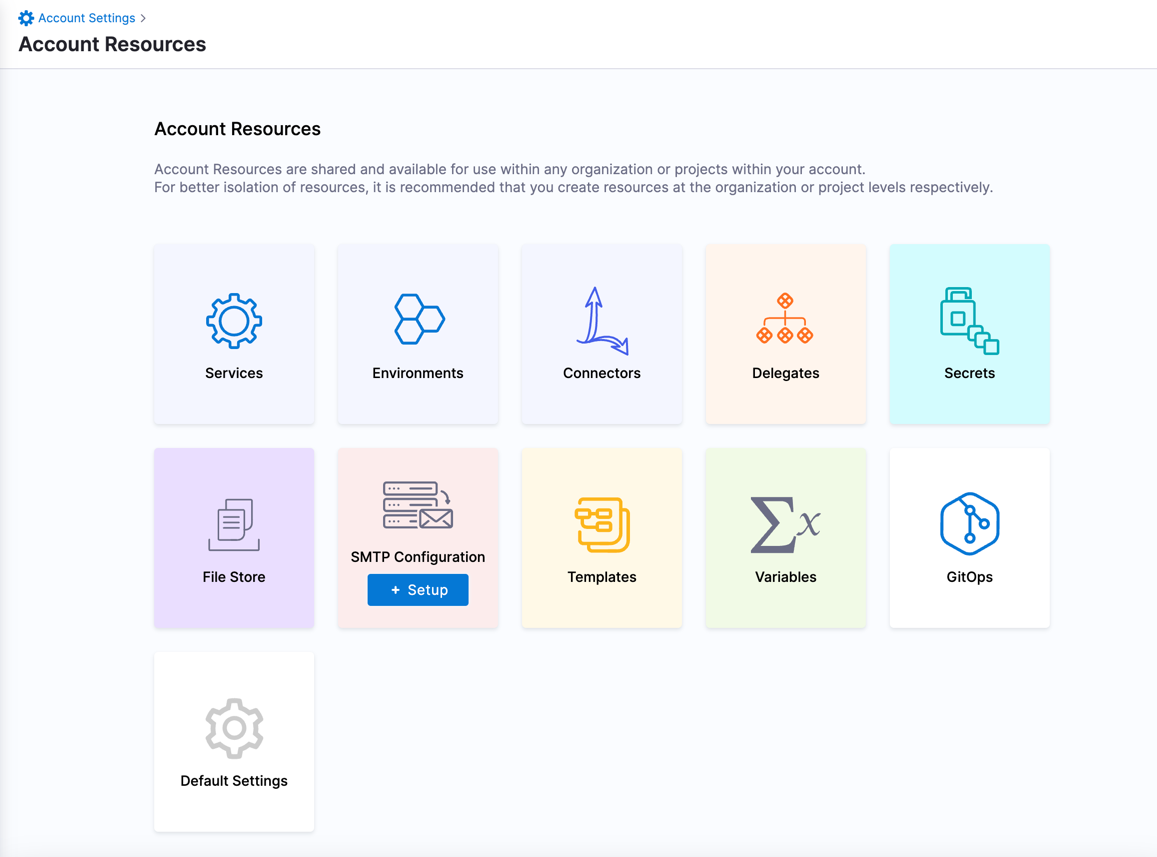 Account Settings >
Account Resources
Account Resources
Account Resources are shared and available for use within any organization or projects within your account.
For better isolation of resources, it is recommended that you create resources at the organization or project levels respectively.
Services
Environments
Connectors
Delegates
Secrets
File Store
SMTP Configuration
+ Setup
Templates
Σx
Variables
GitOps
Default Settings